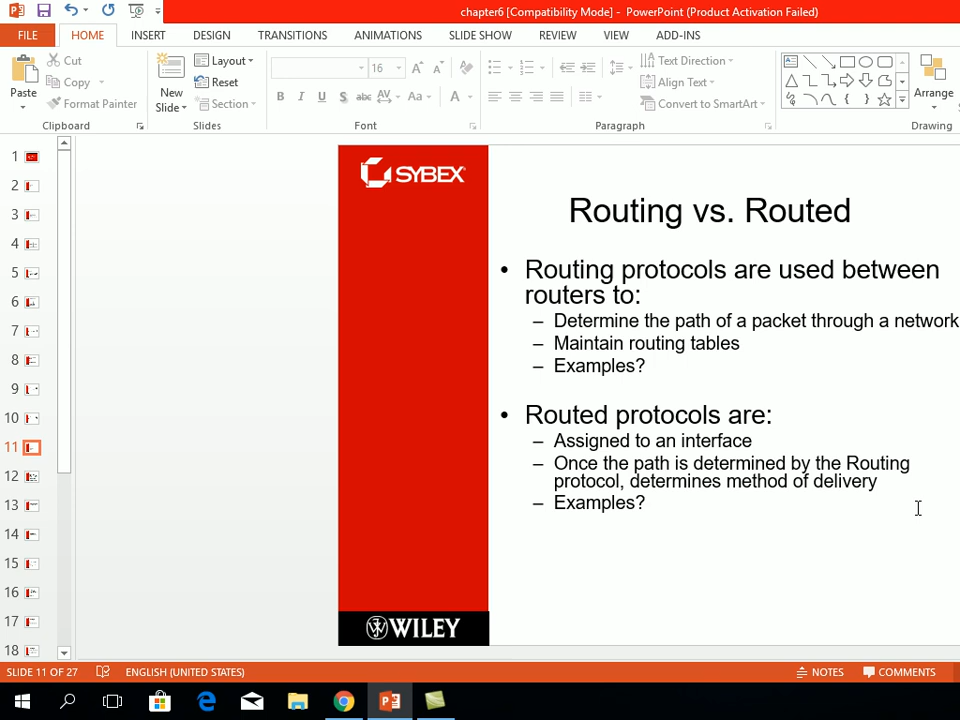 chapter6 [Compatibility Mode] - PowerPoint (Product Activation Failed)
FILE HOME INSERT DESIGN TRANSITIONS ANIMATIONS SLIDE SHOW REVIEW VIEW ADD-INS
Paste
Cut
Copy
Format Painter
Clipboard
New
Slide
Layout
Reset
Section
Slides
16
B I U S abc AV Aa A
Font
Text Direction
Align Text
Convert to SmartArt
Paragraph
Arrange
Drawing
1
2
3
4
5
6
7
8
9
10
11
12
13
14
15
16
17
18
SYBEX
Routing vs. Routed
• Routing protocols are used between
routers to:
– Determine the path of a packet through a network
– Maintain routing tables
– Examples?
• Routed protocols are:
– Assigned to an interface
– Once the path is determined by the Routing
protocol, determines method of delivery
– Examples?
WILEY
SLIDE 11 OF 27 ENGLISH (UNITED STATES) NOTES COMMENTS